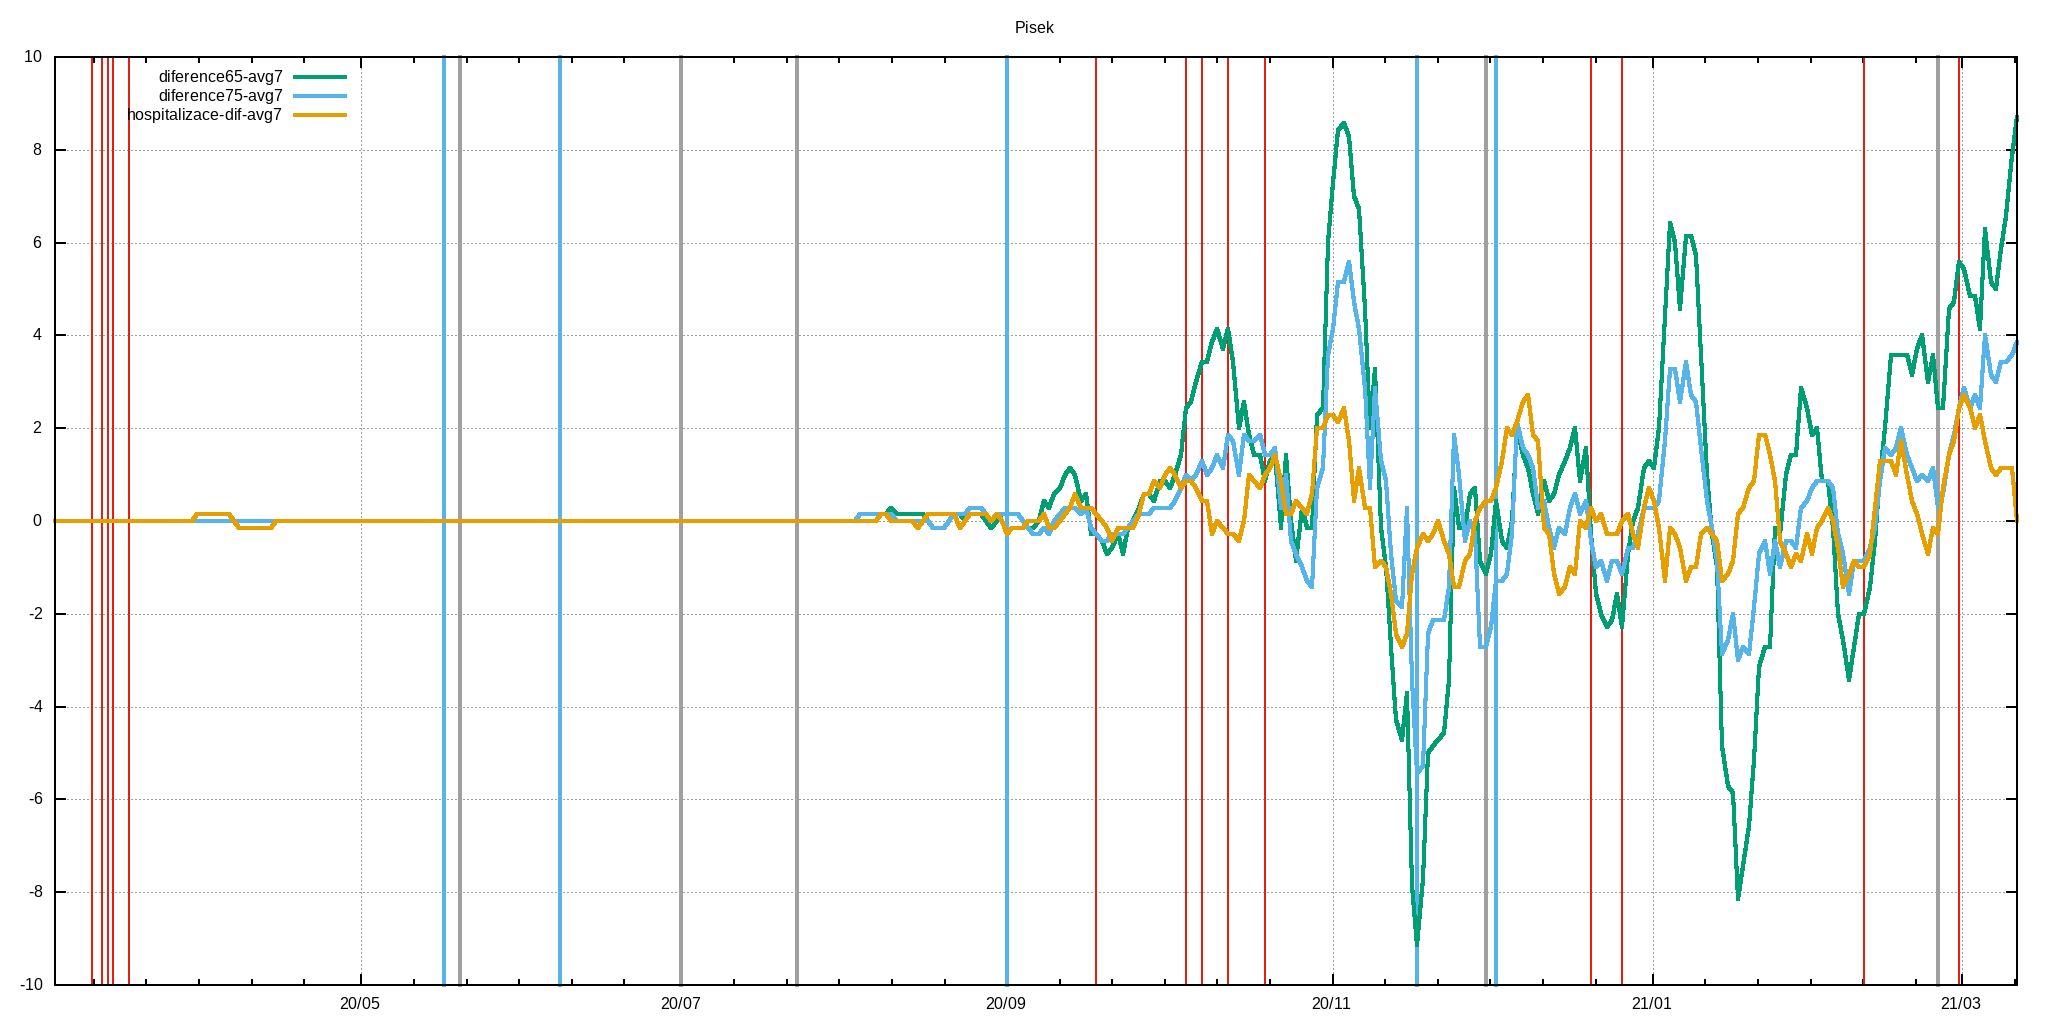 Pisek
diference65-avg7
diference75-avg7
hospitalizace-dif-avg7
10
8
6
4
2
0
-2
-4
-6
-8
-10
20/05 20/07 20/09 20/11 21/01 21/03